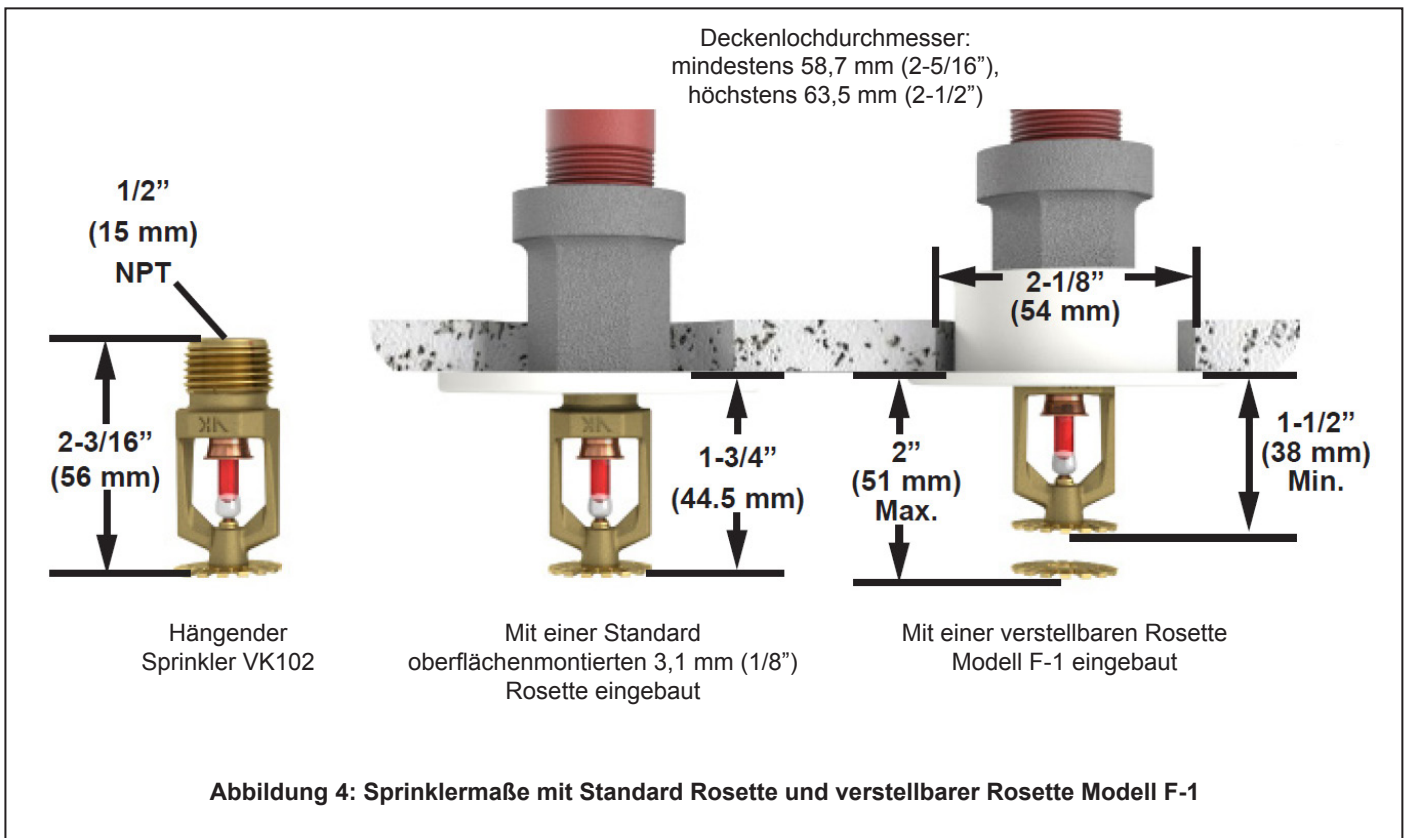 Deckenlochdurchmesser:
mindestens 58,7 mm (2-5/16”),
höchstens 63,5 mm (2-1/2”)
1/2”
(15 mm)
NPT
2-3/16”
(56 mm)
VK
Hängender
Sprinkler VK102
VK
1-3/4”
(44.5 mm)
Mit einer Standard
oberflächenmontierten 3,1 mm (1/8”)
Rosette eingebaut
2-1/8”
(54 mm)
2”
(51 mm)
Max.
1-1/2”
(38 mm)
Min.
Mit einer verstellbaren Rosette
Modell F-1 eingebaut
Abbildung 4: Sprinklermaße mit Standard Rosette und verstellbarer Rosette Modell F-1